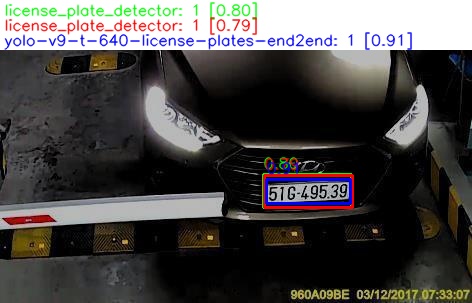 license_plate_detector: 1 [0.80]
license_plate_detector: 1 [0.79]
yolo-v9-t-640-license-plates-end2end: 1 [0.91]
51G-495.39
960A09BE 03/12/2017 07:33:07